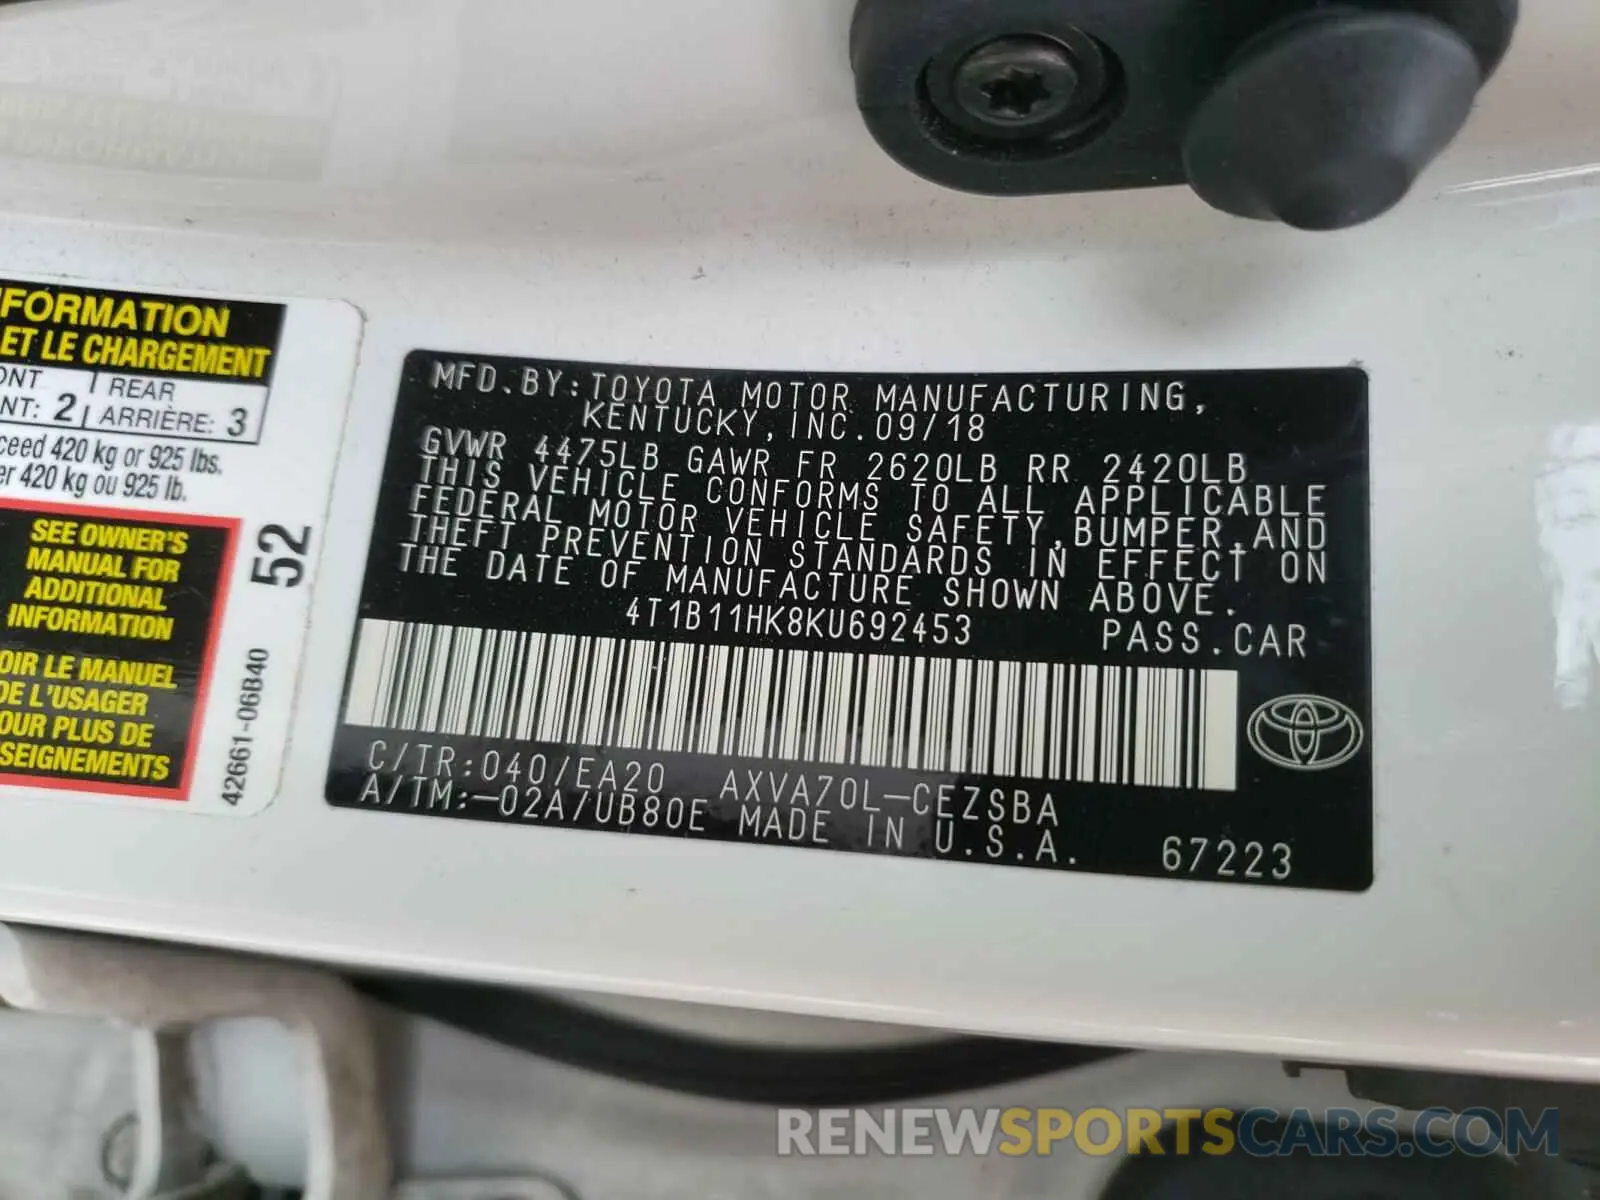 FORMATION
ET LE CHARGEMENT
REAR
NT: 2 ARRIÈRE: 3
ceed 420 kg or 925 lbs.
er 420 kg ou 925 lb.
SEE OWNER'S
MANUAL FOR
ADDITIONAL
INFORMATION
OIR LE MANUEL
DE L'USAGER
OUR PLUS DE
SEIGNEMENTS
52
42661-06B40
MFD.BY:TOYOTA MOTOR MANUFACTURING,
KENTUCKY,INC.09/18
GVWR 4475LB GAWR FR 2620LB RR 2420LB
THIS VEHICLE CONFORMS TO ALL APPLICABLE
FEDERAL MOTOR VEHICLE SAFETY,BUMPER,AND
THEFT PREVENTION STANDARDS IN EFFECT ON
THE DATE OF MANUFACTURE SHOWN ABOVE.
4T1B11HK8KU692453 PASS.CAR
C/TR:040/EA20 AXVA70L-CEZSBA
A/TM:-02A/UB80E MADE IN U.S.A. 67223
RENEWSPORTSCARS.COM